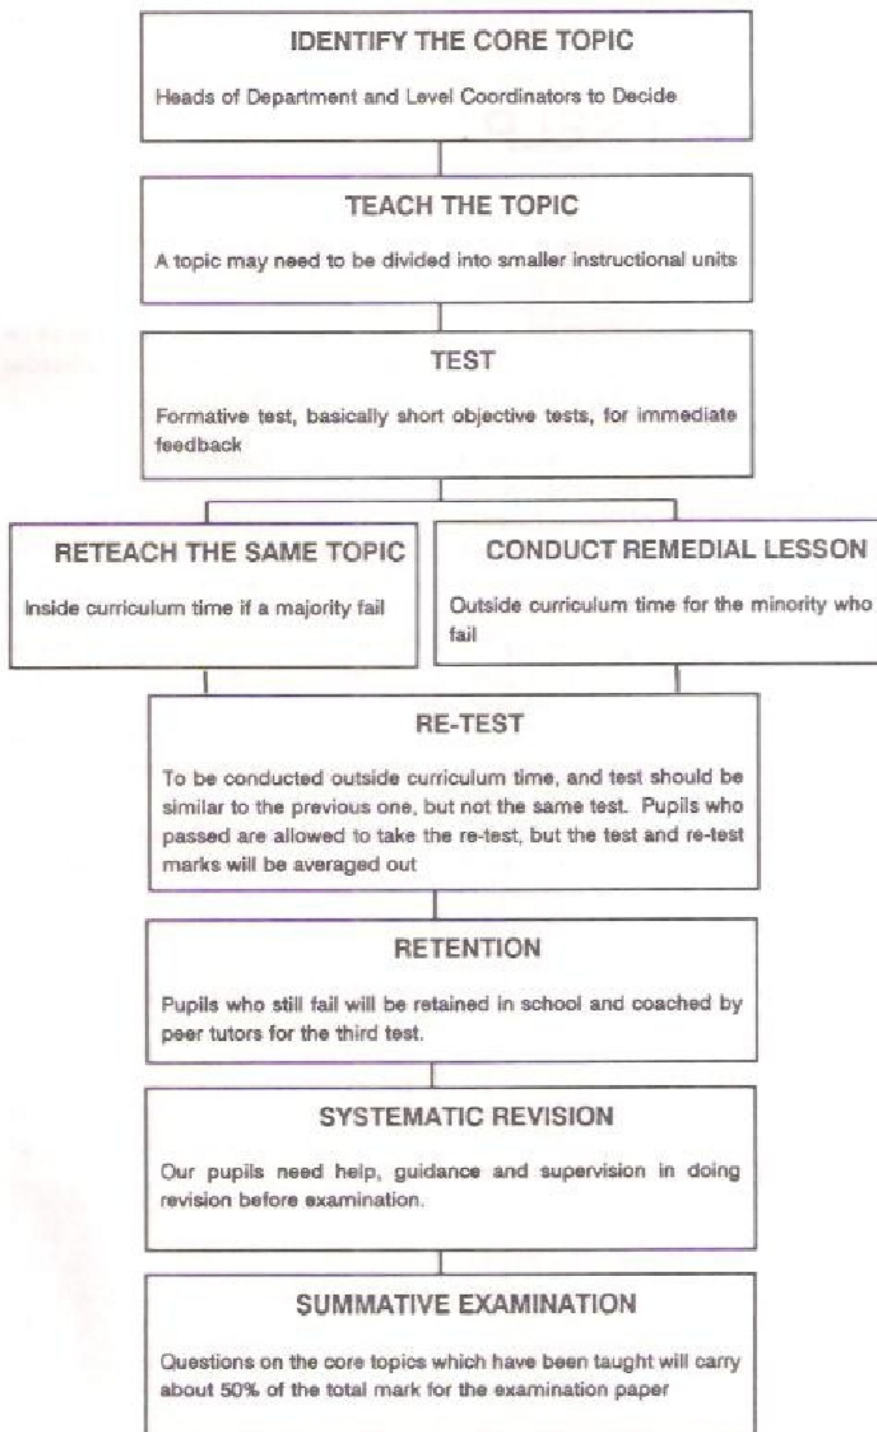 IDENTIFY THE CORE TOPIC
Heads of Department and Level Coordinators to Decide
TEACH THE TOPIC
A topic may need to be divided into smaller instructional units
TEST
Formative test, basically short objective tests, for immediate
feedback
RETEACH THE SAME TOPIC
Inside curriculum time if a majority fail
CONDUCT REMEDIAL LESSON
Outside curriculum time for the minority who
fail
RE-TEST
To be conducted outside curriculum time, and test should be
similar to the previous one, but not the same test. Pupils who
passed are allowed to take the re-test, but the test and re-test
marks will be averaged out
RETENTION
Pupils who still fail will be retained in school and coached by
peer tutors for the third test.
SYSTEMATIC REVISION
Our pupils need help, guidance and supervision in doing
revision before examination.
SUMMATIVE EXAMINATION
Questions on the core topics which have been taught will carry
about 50% of the total mark for the examination paper